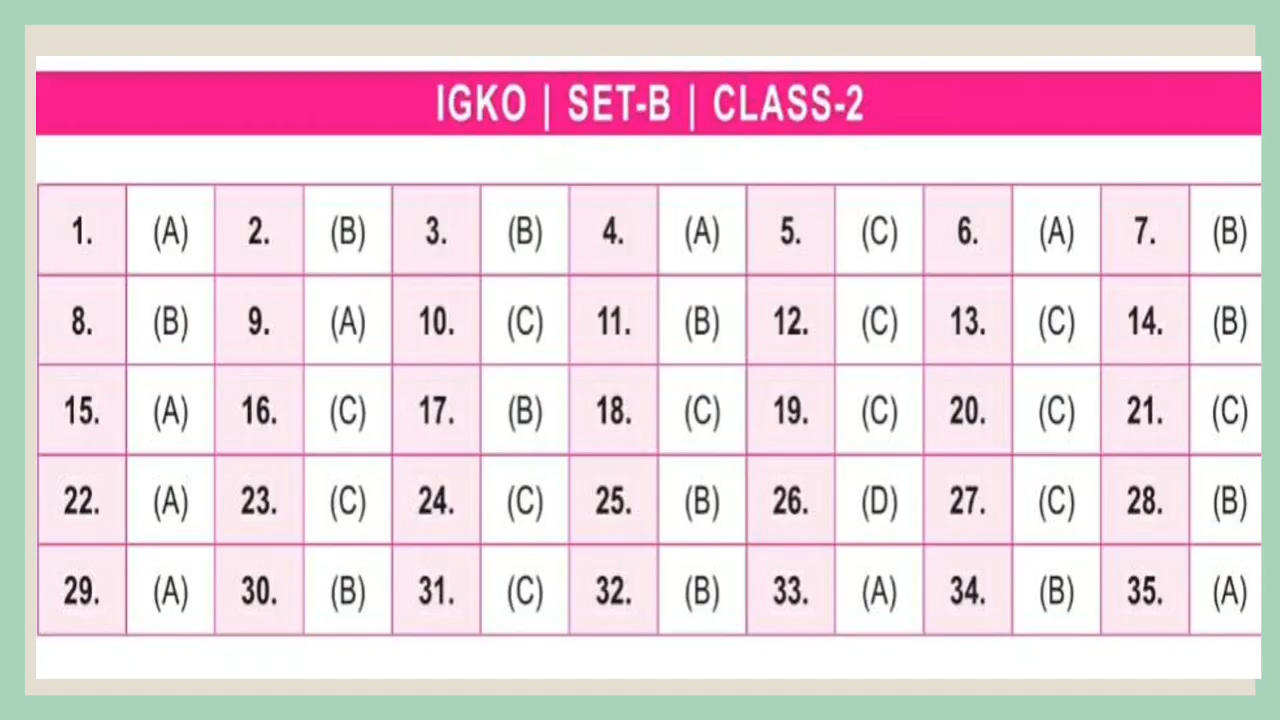 IGKO | SET-B | CLASS-2
1. (A) 2. (B) 3. (B) 4. (A) 5. (C) 6. (A) 7. (B)
8. (B) 9. (A) 10. (C) 11. (B) 12. (C) 13. (C) 14. (B)
15. (A) 16. (C) 17. (B) 18. (C) 19. (C) 20. (C) 21. (C)
22. (A) 23. (C) 24. (C) 25. (B) 26. (D) 27. (C) 28. (B)
29. (A) 30. (B) 31. (C) 32. (B) 33. (A) 34. (B) 35. (A)